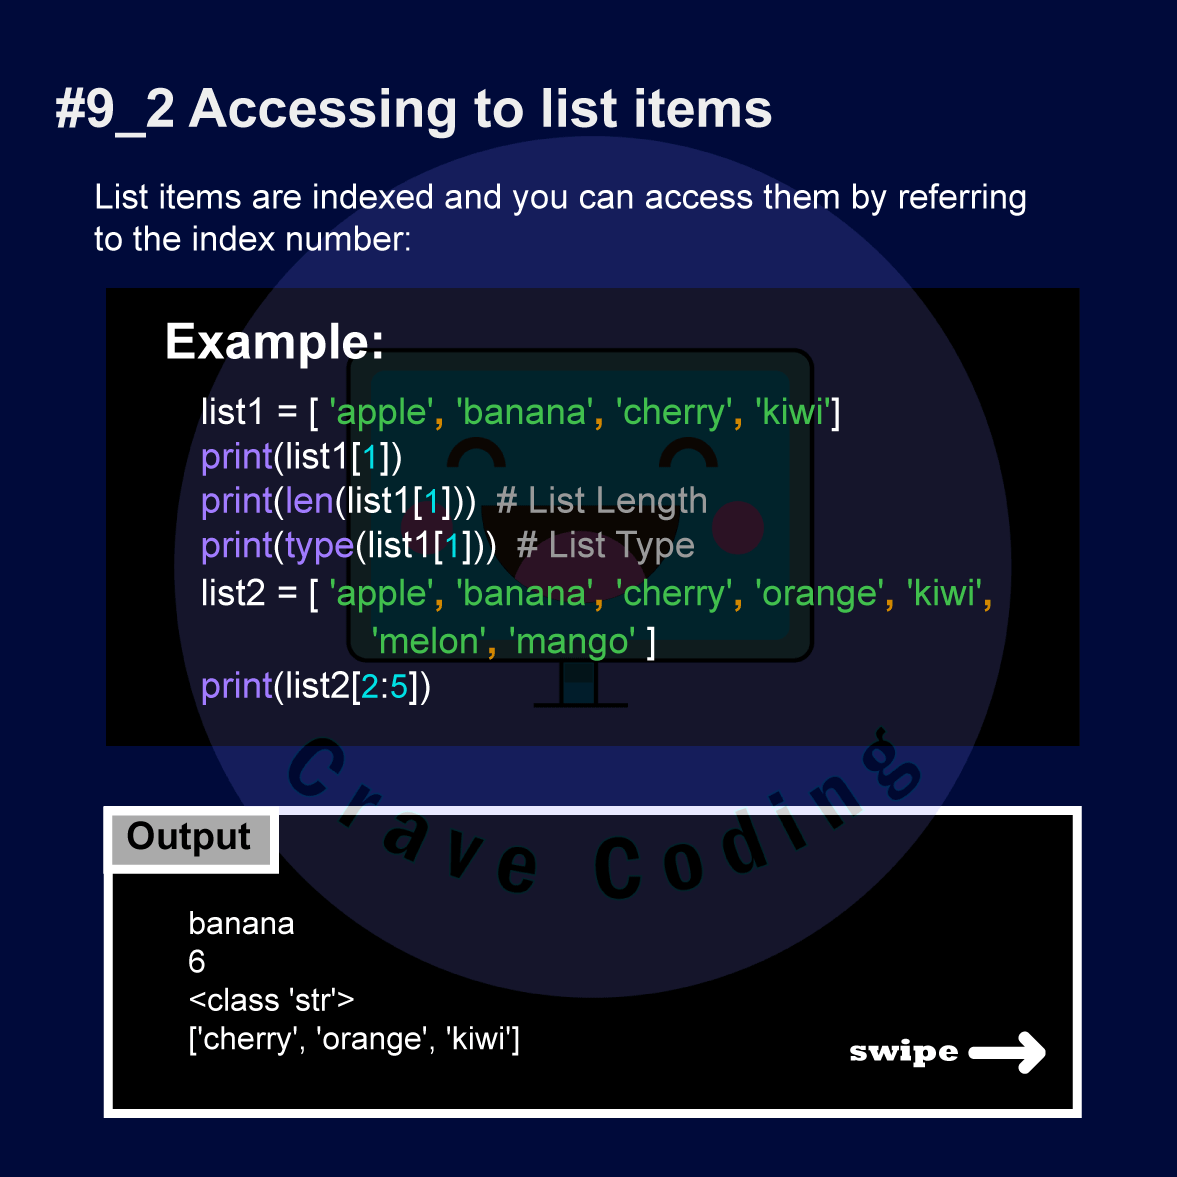 #9_2 Accessing to list items
List items are indexed and you can access them by referring
to the index number:
Example:
list1 = [ 'apple', 'banana', 'cherry', 'kiwi']
print(list1[1])
print(len(list1[1]))  # List Length
print(type(list1[1]))  # List Type
list2 = [ 'apple', 'banana', 'cherry', 'orange', 'kiwi',
'melon', 'mango' ]
print(list2[2:5])
Crave Coding
Output
banana
6
<class 'str'>
['cherry', 'orange', 'kiwi']
swipe